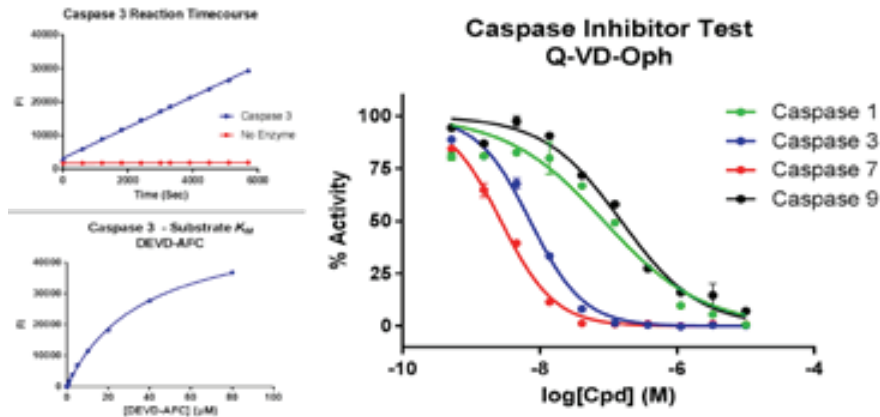 Caspase 3 Reaction Timecourse
40000
30000
20000
10000
0
FI
Caspase 3
No Enzyme
0
2000
4000
6000
Time (Sec)
Caspase 3 - Substrate KM
DEVD-AFC
40000
30000
20000
10000
0
FI
0
20
40
60
80
100
[DEVD-AFC] (µM)
Caspase Inhibitor Test
Q-VD-Oph
100
75
50
25
0
% Activity
Caspase 1
Caspase 3
Caspase 7
Caspase 9
-10
-8
-6
-4
log[Cpd] (M)